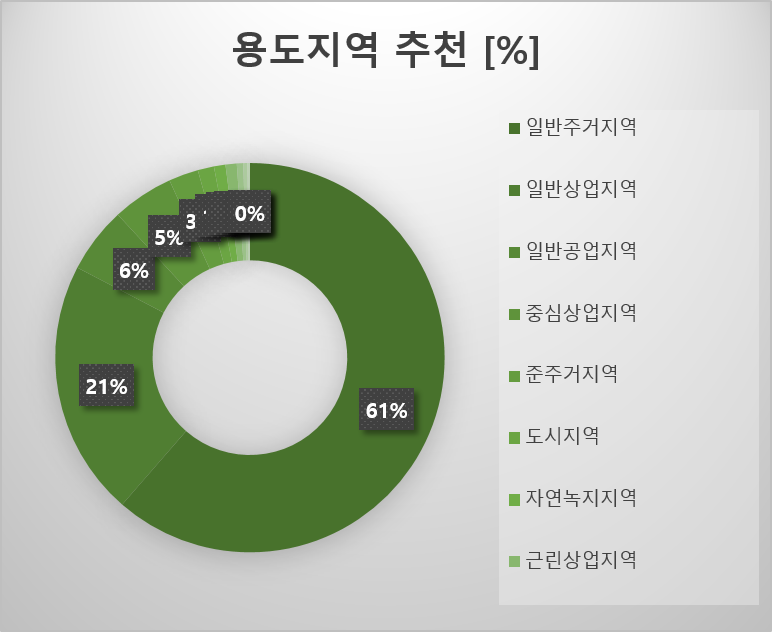 용도지역 추천 [%]
일반주거지역
일반상업지역
일반공업지역
중심상업지역
준주거지역
도시지역
자연녹지지역
근린상업지역
0%
3
5%
6%
21%
61%